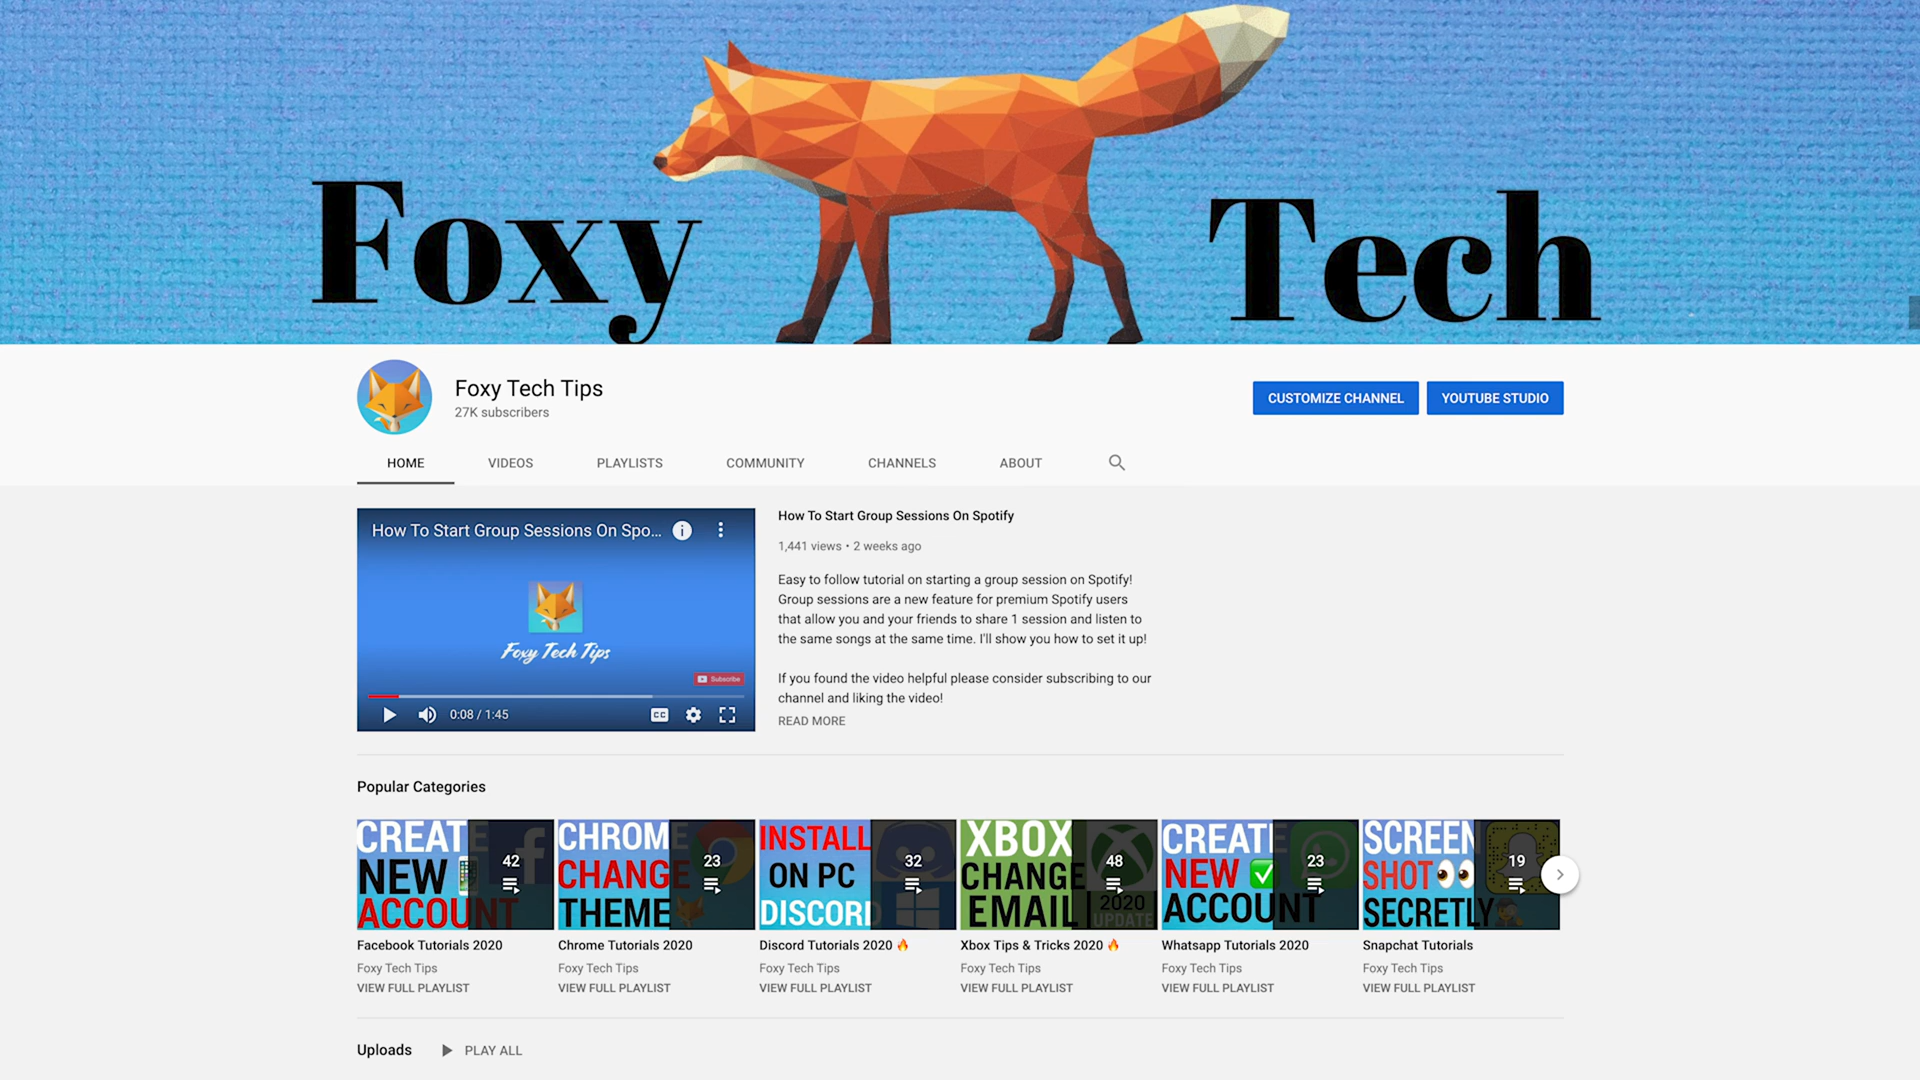 Foxy Tech
Foxy Tech Tips
27K subscribers
CUSTOMIZE CHANNEL
YOUTUBE STUDIO
HOME
VIDEOS
PLAYLISTS
COMMUNITY
CHANNELS
ABOUT
How To Start Group Sessions On Spo...
Foxy Tech Tips
Subscribe
0:08 / 1:45
CC
How To Start Group Sessions On Spotify
1,441 views • 2 weeks ago
Easy to follow tutorial on starting a group session on Spotify!
Group sessions are a new feature for premium Spotify users
that allow you and your friends to share 1 session and listen to
the same songs at the same time. I'll show you how to set it up!
If you found the video helpful please consider subscribing to our
channel and liking the video!
READ MORE
Popular Categories
CREATE
NEW
ACCOUNT
42
Facebook Tutorials 2020
Foxy Tech Tips
VIEW FULL PLAYLIST
CHROME
CHANGE
THEME
23
Chrome Tutorials 2020
Foxy Tech Tips
VIEW FULL PLAYLIST
INSTALL
ON PC
DISCORD
32
Discord Tutorials 2020 🔥
Foxy Tech Tips
VIEW FULL PLAYLIST
XBOX
CHANGE
EMAIL
2020
UPDATE
48
Xbox Tips & Tricks 2020 🔥
Foxy Tech Tips
VIEW FULL PLAYLIST
CREATE
NEW ✅
ACCOUNT
23
Whatsapp Tutorials 2020
Foxy Tech Tips
VIEW FULL PLAYLIST
SCREEN
SHOT 👀
SECRETLY
19
Snapchat Tutorials
Foxy Tech Tips
VIEW FULL PLAYLIST
Uploads
PLAY ALL